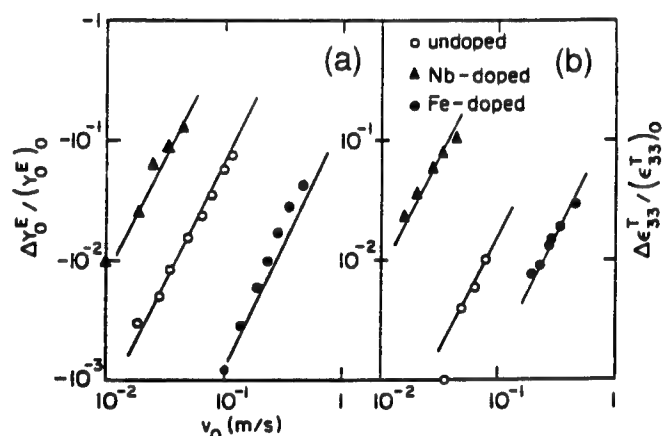 -1
-10⁻¹
-10⁻²
-10⁻³
ΔY₀ᴱ/(Y₀ᴱ)₀
(a)
○ undoped
▲ Nb-doped
● Fe-doped
(b)
10⁻¹
10⁻²
Δϵ₃₃ᵀ/(ϵ₃₃ᵀ)₀
10⁻² 10⁻¹ 1 10⁻² 10⁻¹ 1
v₀ (m/s)